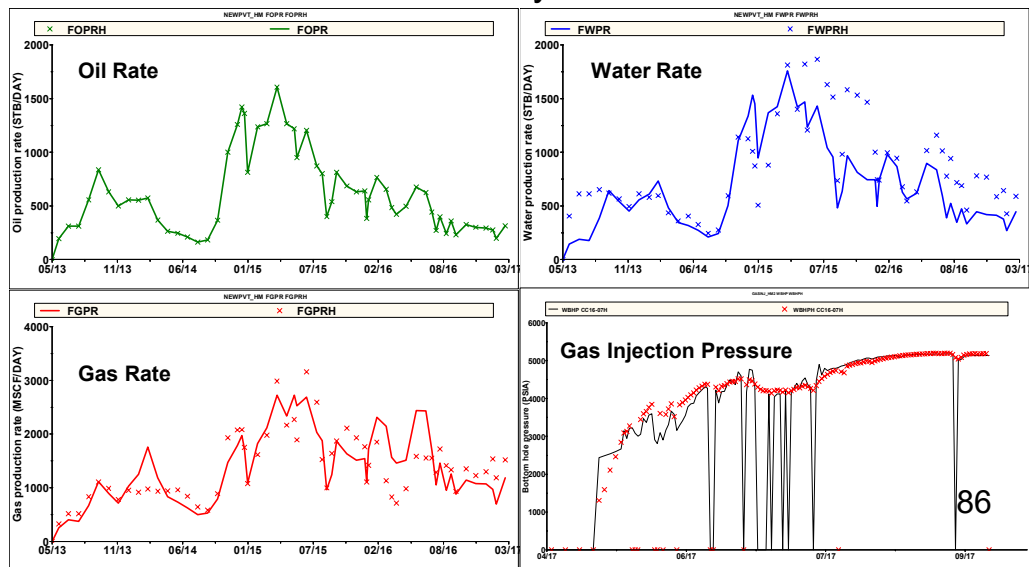 NEWPVT_HM FOPR FOPRH
× FOPRH — FOPR
Oil production rate (STB/DAY)
2000
1500
1000
500
0
Oil Rate
05/13 11/13 06/14 01/15 07/15 02/16 08/16 03/17
NEWPVT_HM FWPR FWPRH
FWPR × FWPRH
Water production rate (STB/DAY)
2000
1500
1000
500
0
Water Rate
05/13 11/13 06/14 01/15 07/15 02/16 08/16 03/17
NEWPVT_HM FGPR FGPRH
FGPR × FGPRH
Gas production rate (MSCF/DAY)
4000
3000
2000
1000
0
Gas Rate
05/13 11/13 06/14 01/15 07/15 02/16 08/16 03/17
WBHP CC16-07H × WBHPH CC16-07H
Bottom hole pressure (PSIA)
6000
5000
4000
3000
2000
1000
0
Gas Injection Pressure
86
04/17 06/17 07/17 09/17